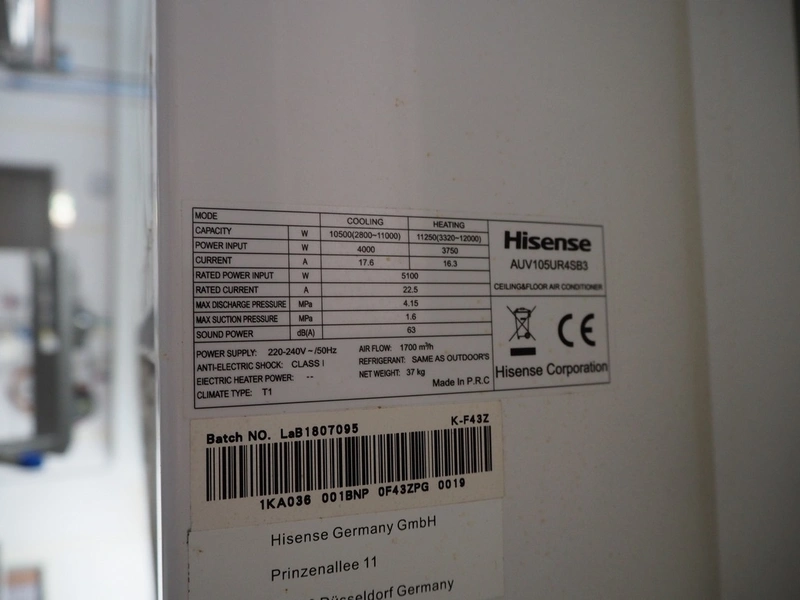 MODE COOLING HEATING
CAPACITY W 10500(2800~11000) 11250(3320~12000)
POWER INPUT W 4000 3750
CURRENT A 17.6 16.3
RATED POWER INPUT W 5100
RATED CURRENT A 22.5
MAX DISCHARGE PRESSURE MPa 4.15
MAX SUCTION PRESSURE MPa 1.6
SOUND POWER dB(A) 63
POWER SUPPLY: 220-240V~/50Hz AIR FLOW: 1700 m³/h
ANTI-ELECTRIC SHOCK: CLASS I REFRIGERANT: SAME AS OUTDOOR'S
ELECTRIC HEATER POWER: -- NET WEIGHT: 37 kg
CLIMATE TYPE: T1 Made In P.R.C
Hisense
AUV105UR4SB3
CEILING&FLOOR AIR CONDITIONER
CE
Hisense Corporation
Batch NO. LaB1807095 K-F43Z
1KA036 001BNP 0F43ZPG 0019
Hisense Germany GmbH
Prinzenallee 11
Düsseldorf Germany